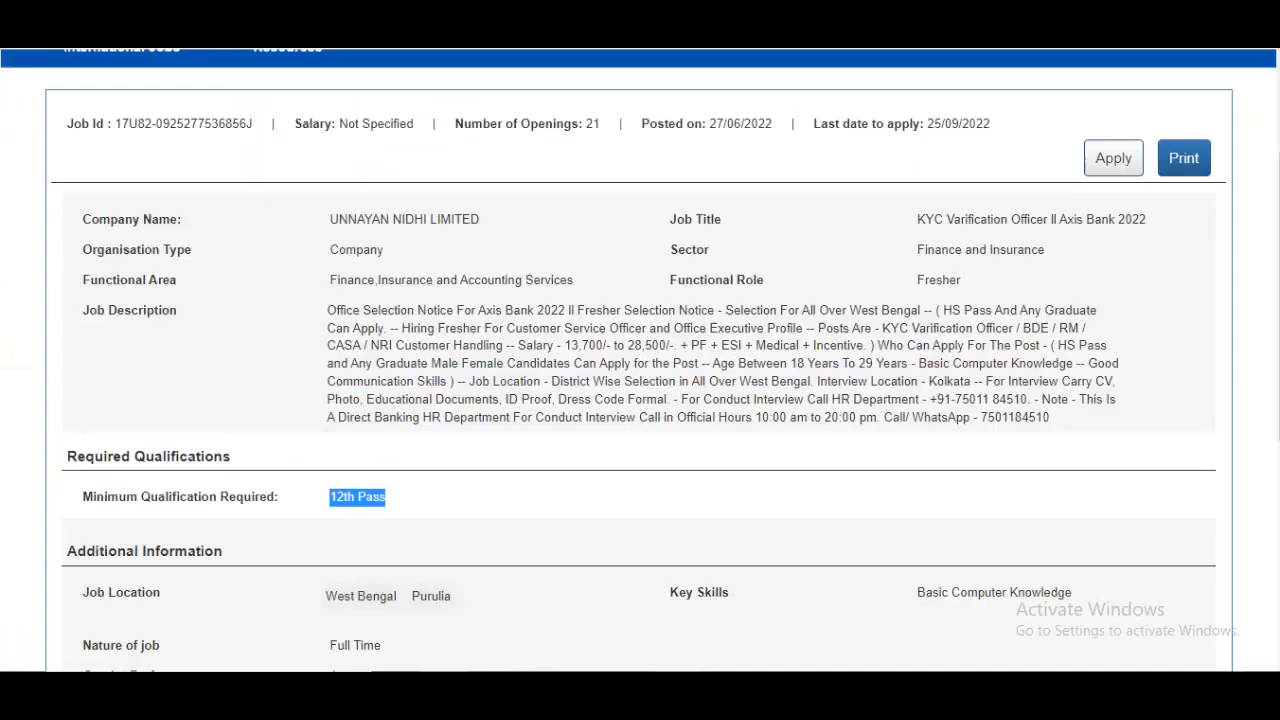 Job Id : 17U82-0925277536856J | Salary: Not Specified | Number of Openings: 21 | Posted on: 27/06/2022 | Last date to apply: 25/09/2022
Apply Print
Company Name: UNNAYAN NIDHI LIMITED Job Title KYC Varification Officer II Axis Bank 2022
Organisation Type Company Sector Finance and Insurance
Functional Area Finance,Insurance and Accounting Services Functional Role Fresher
Job Description Office Selection Notice For Axis Bank 2022 II Fresher Selection Notice - Selection For All Over West Bengal -- ( HS Pass And Any Graduate
Can Apply. -- Hiring Fresher For Customer Service Officer and Office Executive Profile -- Posts Are - KYC Varification Officer / BDE / RM /
CASA / NRI Customer Handling -- Salary - 13,700/- to 28,500/-. + PF + ESI + Medical + Incentive. ) Who Can Apply For The Post - ( HS Pass
and Any Graduate Male Female Candidates Can Apply for the Post -- Age Between 18 Years To 29 Years - Basic Computer Knowledge -- Good
Communication Skills ) -- Job Location - District Wise Selection in All Over West Bengal. Interview Location - Kolkata -- For Interview Carry CV,
Photo, Educational Documents, ID Proof, Dress Code Formal. - For Conduct Interview Call HR Department - +91-75011 84510. - Note - This Is
A Direct Banking HR Department For Conduct Interview Call in Official Hours 10:00 am to 20:00 pm. Call/ WhatsApp - 7501184510
Required Qualifications
Minimum Qualification Required: 12th Pass
Additional Information
Job Location West Bengal Purulia Key Skills Basic Computer Knowledge
Activate Windows
Go to Settings to activate Windows.
Nature of job Full Time